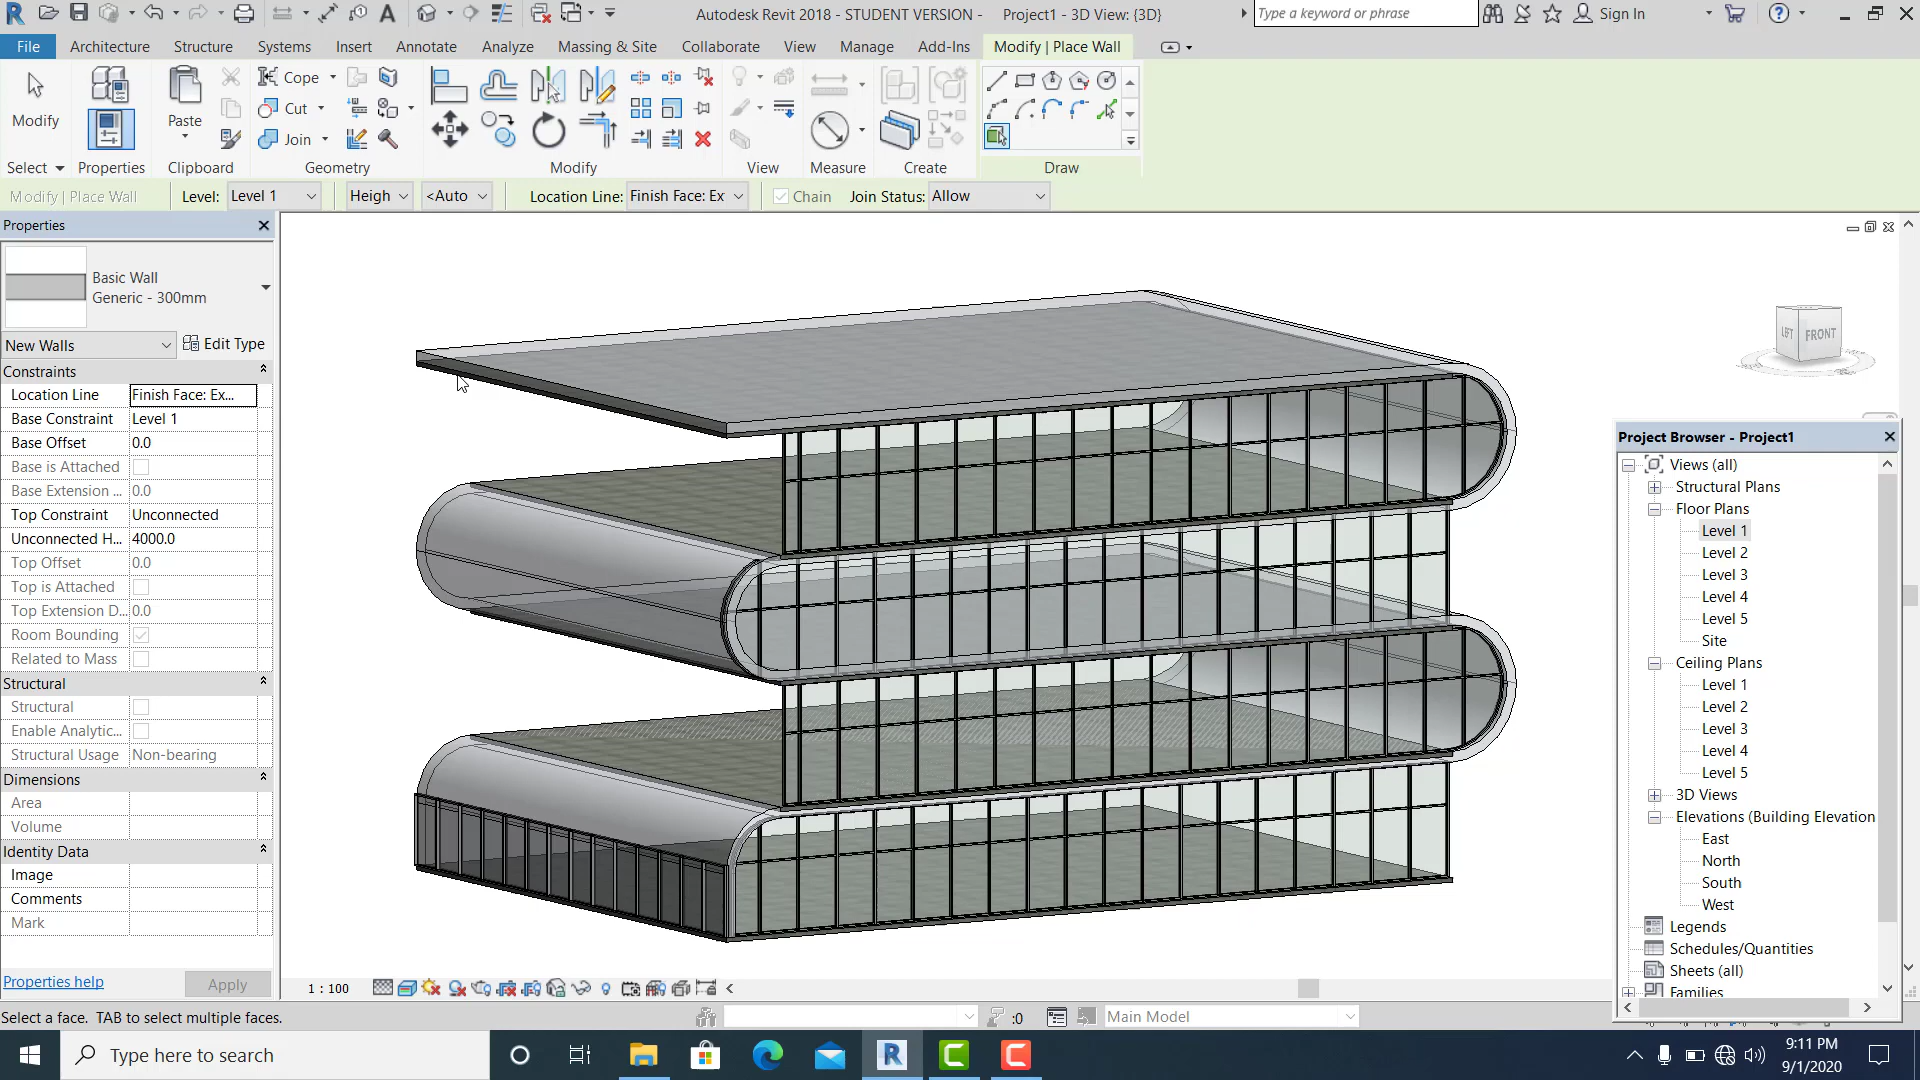 Autodesk Revit 2018 - STUDENT VERSION - Project1 - 3D View: {3D}
Type a keyword or phrase
Sign In
File Architecture Structure Systems Insert Annotate Analyze Massing & Site Collaborate View Manage Add-Ins Modify | Place Wall
Modify
Paste
Cope
Cut
Join
Select Properties Clipboard Geometry Modify View Measure Create Draw
Modify | Place Wall Level: Level 1 Heigh <Auto Location Line: Finish Face: Ex Chain Join Status: Allow
Properties
Basic Wall
Generic - 300mm
New Walls Edit Type
Constraints
Location Line Finish Face: Ex...
Base Constraint Level 1
Base Offset 0.0
Base is Attached
Base Extension ... 0.0
Top Constraint Unconnected
Unconnected H... 4000.0
Top Offset 0.0
Top is Attached
Top Extension D... 0.0
Room Bounding
Related to Mass
Structural
Structural
Enable Analytic...
Structural Usage Non-bearing
Dimensions
Area
Volume
Identity Data
Image
Comments
Mark
Properties help Apply
LEFT FRONT
Project Browser - Project1
Views (all)
Structural Plans
Floor Plans
Level 1
Level 2
Level 3
Level 4
Level 5
Site
Ceiling Plans
Level 1
Level 2
Level 3
Level 4
Level 5
3D Views
Elevations (Building Elevation
East
North
South
West
Legends
Schedules/Quantities
Sheets (all)
Families
1 : 100
Select a face. TAB to select multiple faces.
:0
Main Model
Type here to search
9:11 PM
9/1/2020